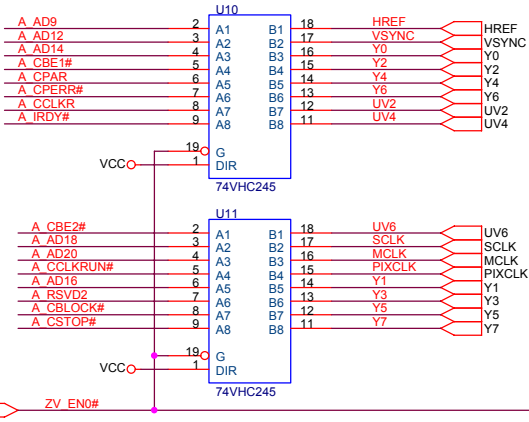 U10
A_AD9 2 A1 B1 18 HREF HREF
A_AD12 3 A2 B2 17 VSYNC VSYNC
A_AD14 4 A3 B3 16 Y0 Y0
A_CBE1# 5 A4 B4 15 Y2 Y2
A_CPAR 6 A5 B5 14 Y4 Y4
A_CPERR# 7 A6 B6 13 Y6 Y6
A_CCLKR 8 A7 B7 12 UV2 UV2
A_IRDY# 9 A8 B8 11 UV4 UV4
19 G
VCC 1 DIR
74VHC245
U11
A_CBE2# 2 A1 B1 18 UV6 UV6
A_AD18 3 A2 B2 17 SCLK SCLK
A_AD20 4 A3 B3 16 MCLK MCLK
A_CCLKRUN# 5 A4 B4 15 PIXCLK PIXCLK
A_AD16 6 A5 B5 14 Y1 Y1
A_RSVD2 7 A6 B6 13 Y3 Y3
A_CBLOCK# 8 A7 B7 12 Y5 Y5
A_CSTOP# 9 A8 B8 11 Y7 Y7
19 G
VCC 1 DIR
74VHC245
ZV_EN0#